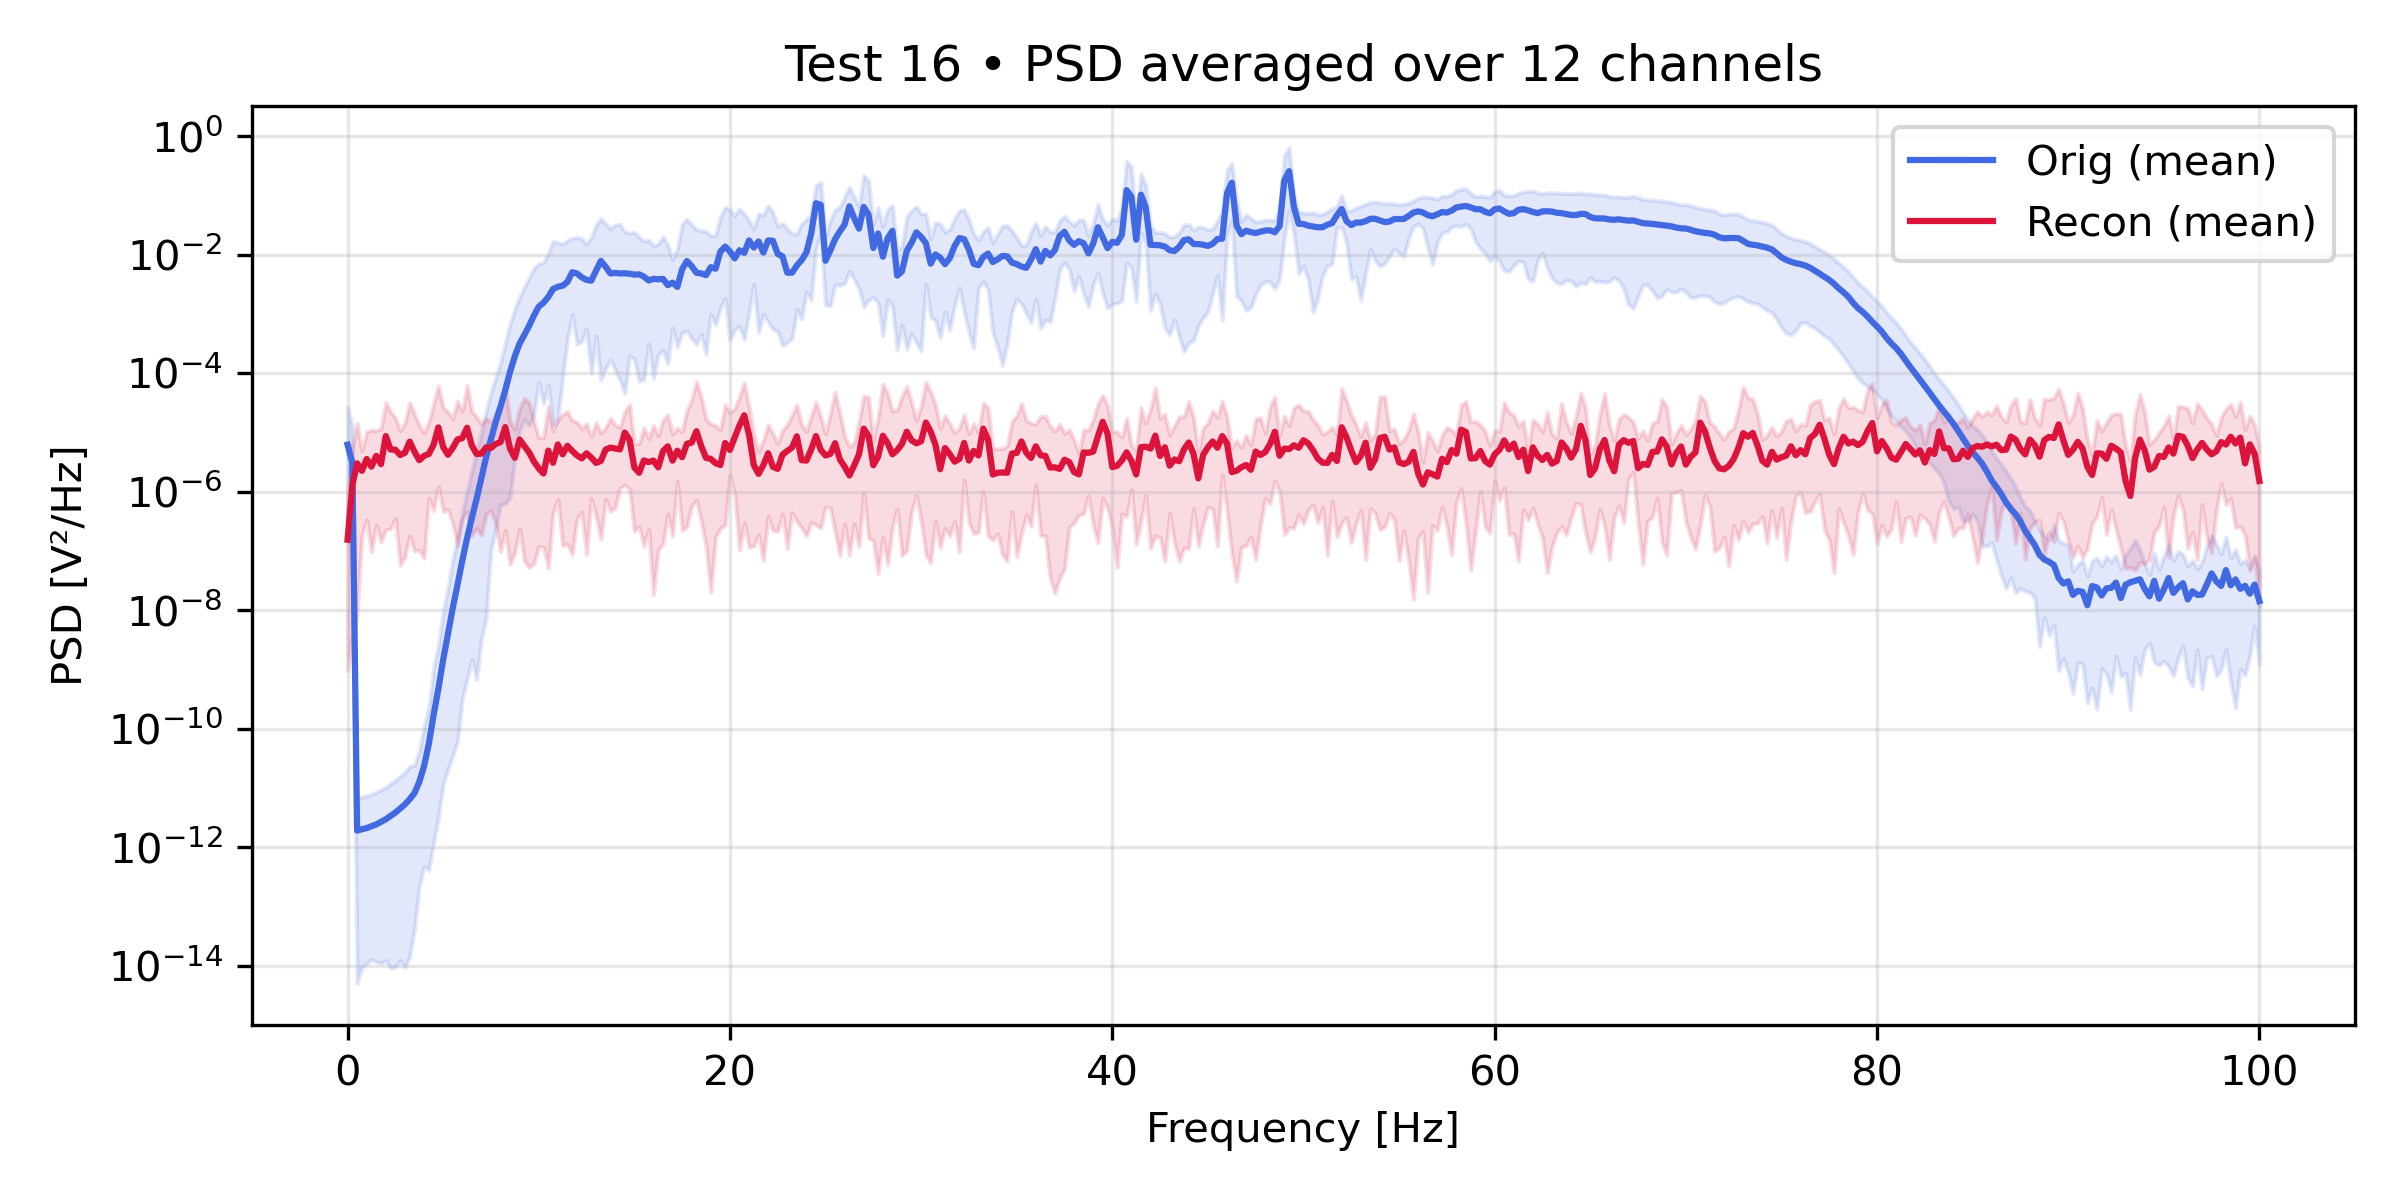 Test 16 • PSD averaged over 12 channels
Orig (mean)
Recon (mean)
PSD [V²/Hz]
10⁰
10⁻²
10⁻⁴
10⁻⁶
10⁻⁸
10⁻¹⁰
10⁻¹²
10⁻¹⁴
0 20 40 60 80 100
Frequency [Hz]